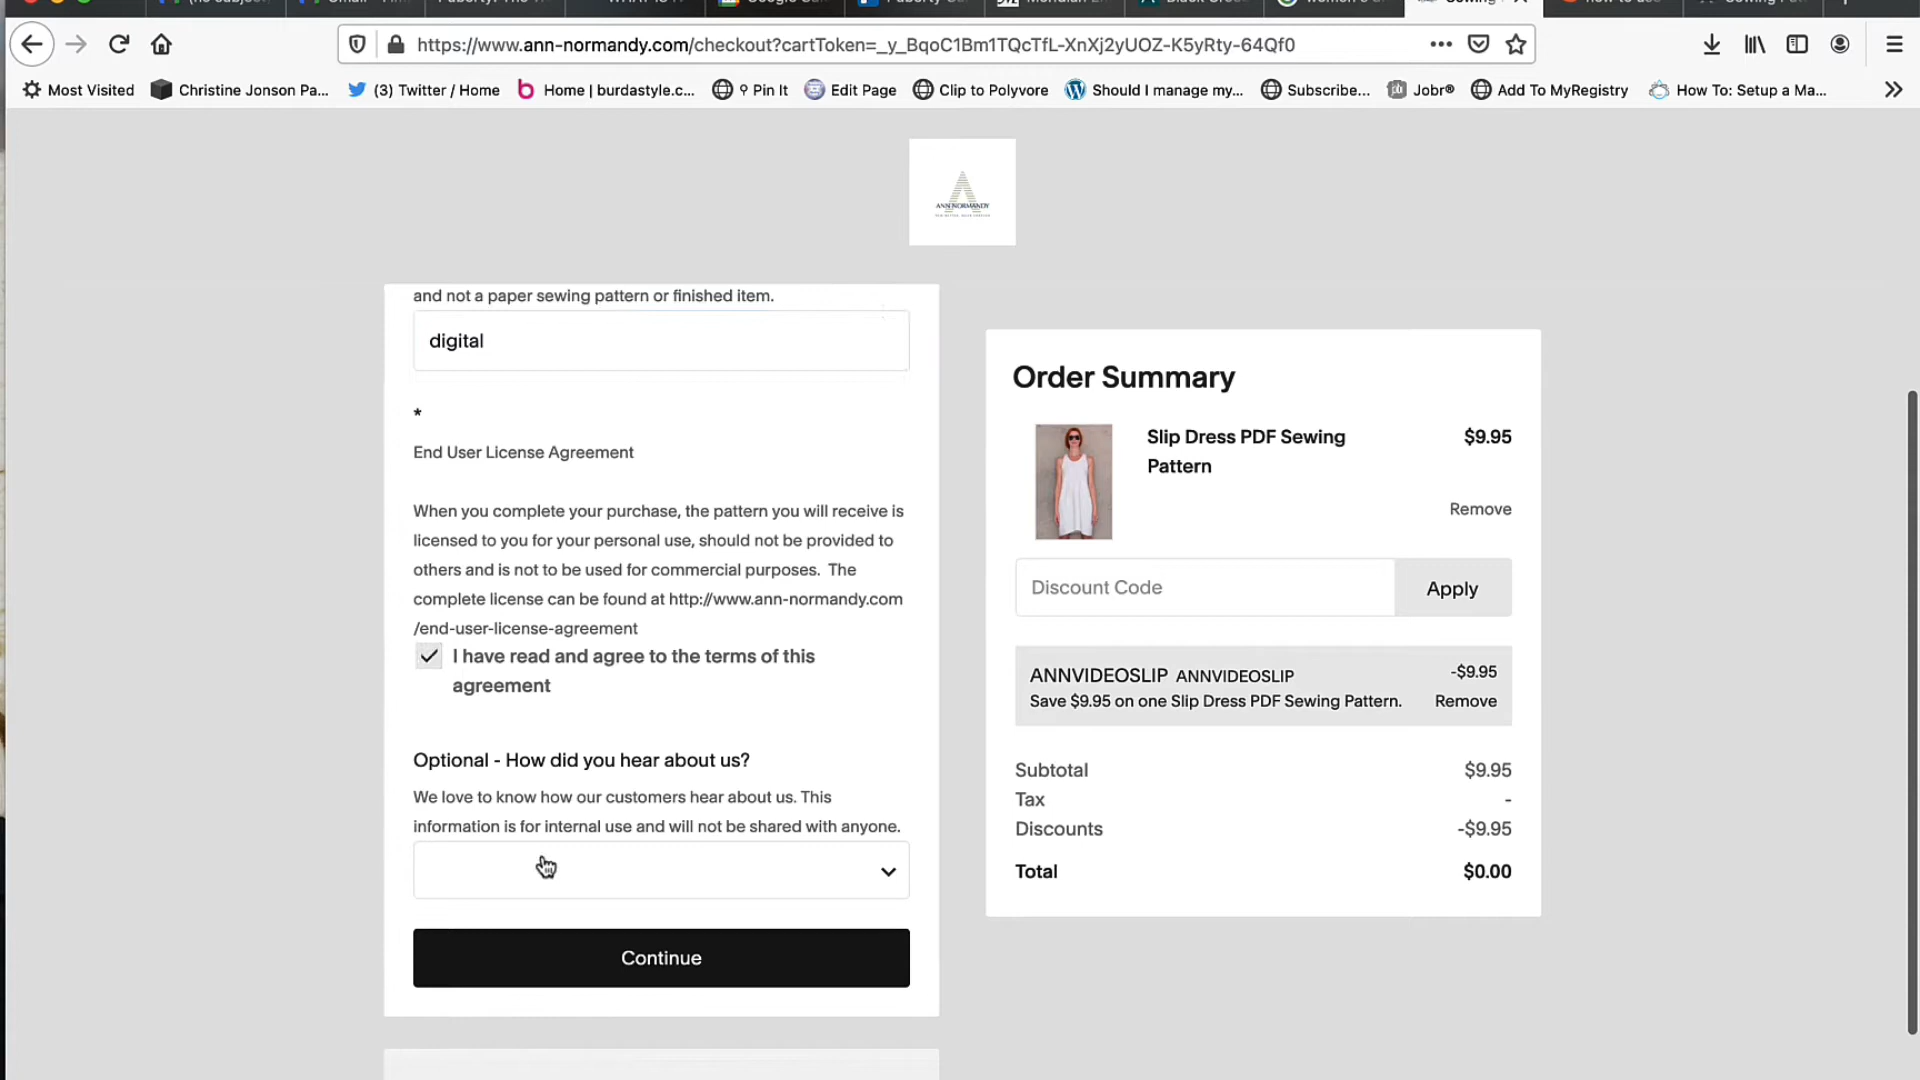 https://www.ann-normandy.com/checkout?cartToken=_y_BqoC1Bm1TQcTfL-XnXj2yUOZ-K5yRty-64Qf0
Most Visited Christine Jonson Pa... (3) Twitter / Home Home | burdastyle.c... Pin It Edit Page Clip to Polyvore Should I manage my... Subscribe... Jobr® Add To MyRegistry How To: Setup a Ma...
ANN NORMANDY
and not a paper sewing pattern or finished item.
digital
*
End User License Agreement
When you complete your purchase, the pattern you will receive is
licensed to you for your personal use, should not be provided to
others and is not to be used for commercial purposes. The
complete license can be found at http://www.ann-normandy.com
/end-user-license-agreement
I have read and agree to the terms of this
agreement
Optional - How did you hear about us?
We love to know how our customers hear about us. This
information is for internal use and will not be shared with anyone.
Continue
Order Summary
Slip Dress PDF Sewing $9.95
Pattern
Remove
Discount Code Apply
ANNVIDEOSLIP ANNVIDEOSLIP -$9.95
Save $9.95 on one Slip Dress PDF Sewing Pattern. Remove
Subtotal $9.95
Tax -
Discounts -$9.95
Total $0.00